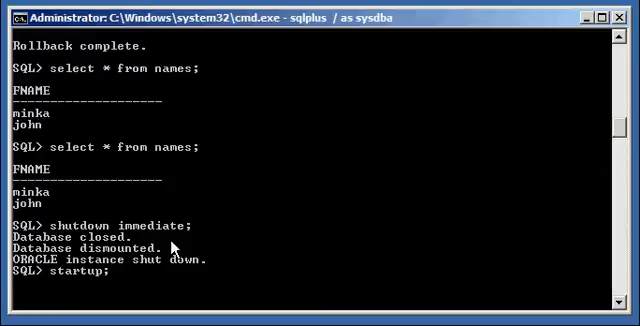 Administrator: C:\Windows\system32\cmd.exe - sqlplus / as sysdba
Rollback complete.
SQL> select * from names;
FNAME
--------------------
minka
john
SQL> select * from names;
FNAME
--------------------
minka
john
SQL> shutdown immediate;
Database closed.
Database dismounted.
ORACLE instance shut down.
SQL> startup;